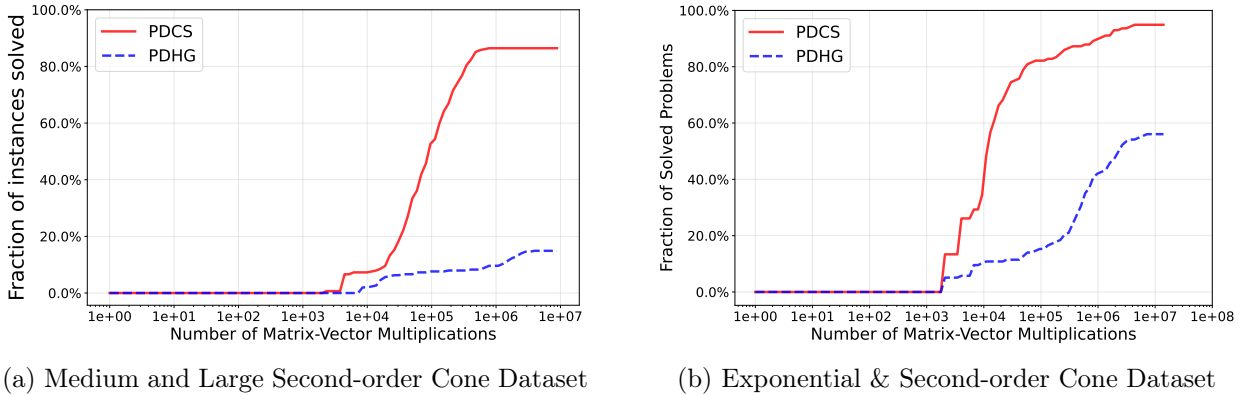 Fraction of instances solved
100.0%
80.0%
60.0%
40.0%
20.0%
0.0%
PDCS
PDHG
1e+00 1e+01 1e+02 1e+03 1e+04 1e+05 1e+06 1e+07
Number of Matrix-Vector Multiplications
(a) Medium and Large Second-order Cone Dataset
Fraction of Solved Problems
100.0%
80.0%
60.0%
40.0%
20.0%
0.0%
PDCS
PDHG
1e+00 1e+01 1e+02 1e+03 1e+04 1e+05 1e+06 1e+07 1e+08
Number of Matrix-Vector Multiplications
(b) Exponential & Second-order Cone Dataset